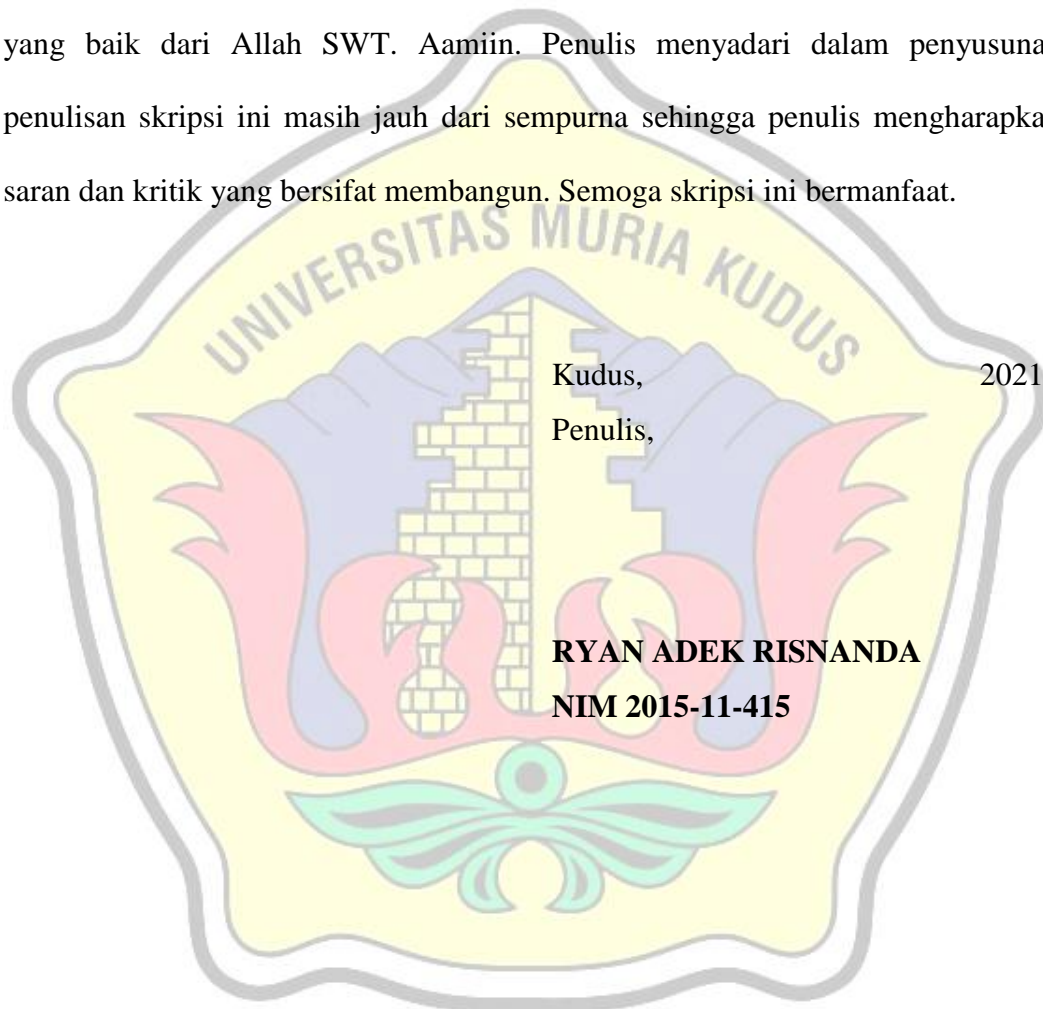 yang baik dari Allah SWT. Aamiin. Penulis menyadari dalam penyusuna
penulisan skripsi ini masih jauh dari sempurna sehingga penulis mengharapka
saran dan kritik yang bersifat membangun. Semoga skripsi ini bermanfaat.
UNIVERSITAS MURIA KUDUS
Kudus, 2021
Penulis,
RYAN ADEK RISNANDA
NIM 2015-11-415